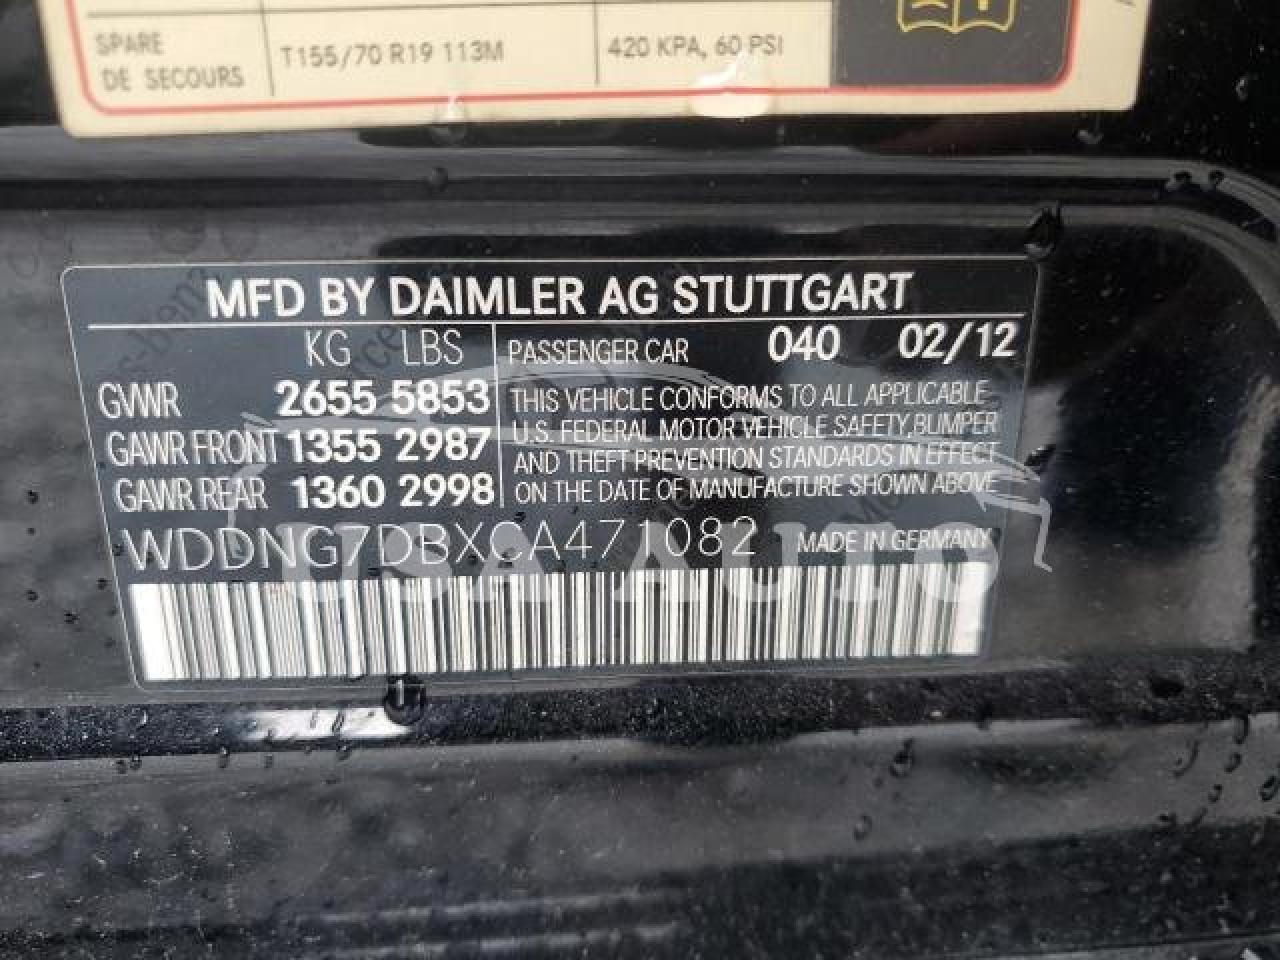 SPARE
DE SECOURS
T155/70 R19 113M
420 KPA, 60 PSI
MFD BY DAIMLER AG STUTTGART
KG LBS
PASSENGER CAR 040 02/12
GVWR 2655 5853
GAWR FRONT 1355 2987
GAWR REAR 1360 2998
THIS VEHICLE CONFORMS TO ALL APPLICABLE
U.S. FEDERAL MOTOR VEHICLE SAFETY, BUMPER
AND THEFT PREVENTION STANDARDS IN EFFECT
ON THE DATE OF MANUFACTURE SHOWN ABOVE
WDDNG7DBXCA471082 MADE IN GERMANY
USA AUTO